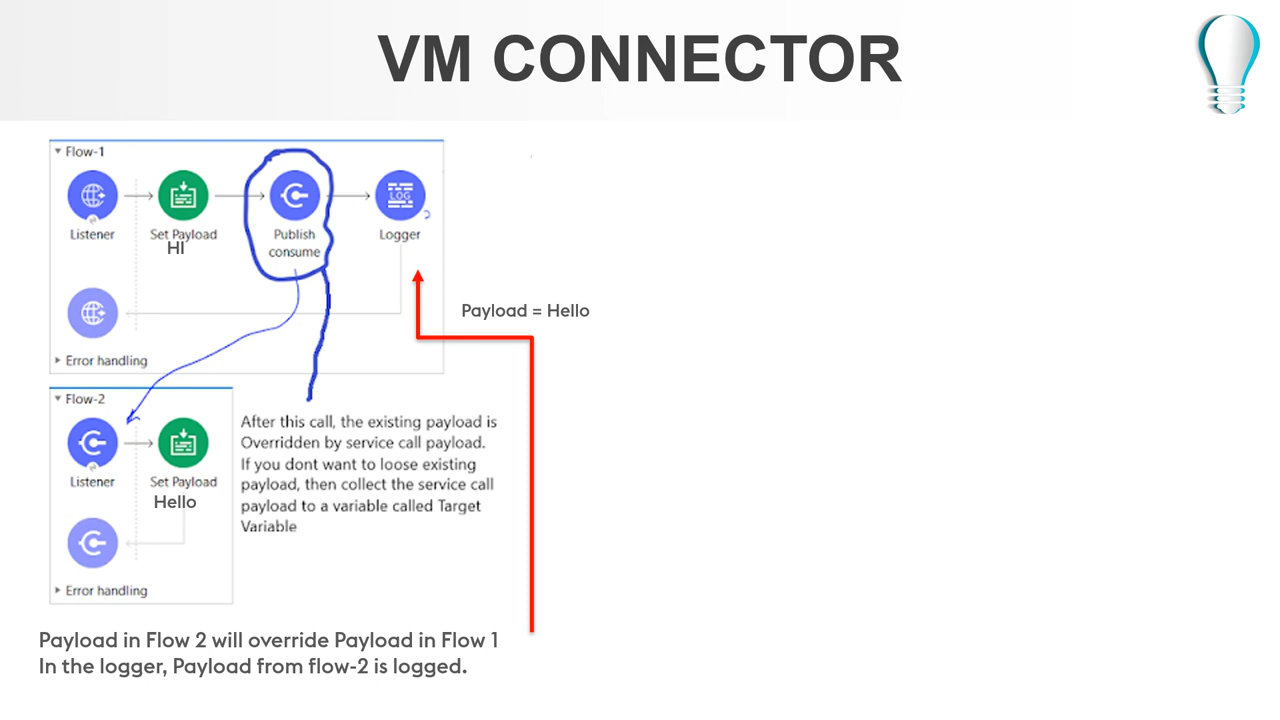 VM CONNECTOR
Flow-1
Listener
Set Payload
HI
Publish
consume
LOG
Logger
Payload = Hello
Error handling
Flow-2
Listener
Set Payload
Hello
Error handling
After this call, the existing payload is
Overridden by service call payload.
If you dont want to loose existing
payload, then collect the service call
payload to a variable called Target
Variable
Payload in Flow 2 will override Payload in Flow 1
In the logger, Payload from flow-2 is logged.